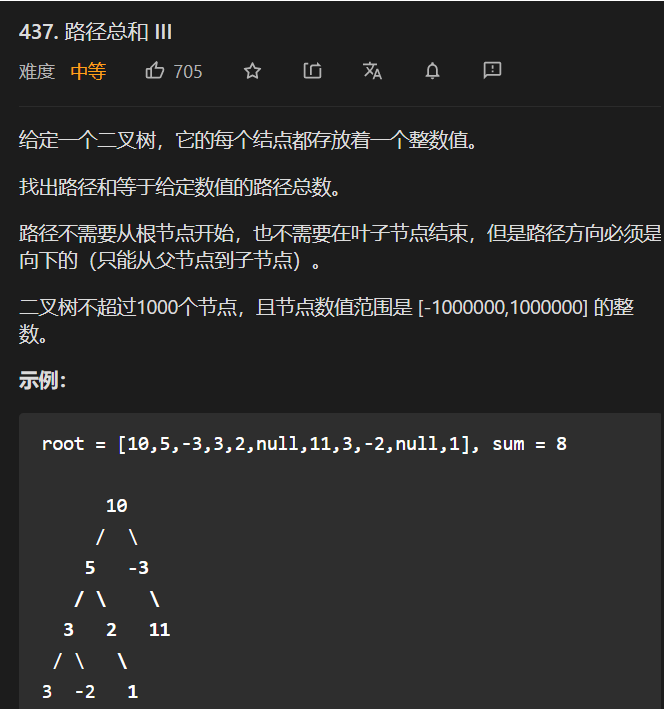 437. 路径总和 III
难度 中等 705
给定一个二叉树，它的每个结点都存放着一个整数值。
找出路径和等于给定数值的路径总数。
路径不需要从根节点开始，也不需要在叶子节点结束，但是路径方向必须是
向下的（只能从父节点到子节点）。
二叉树不超过1000个节点，且节点数值范围是 [-1000000,1000000] 的整
数。
示例：
root = [10,5,-3,3,2,null,11,3,-2,null,1], sum = 8
10
/ \
5 -3
/ \ \
3 2 11
/ \ \
3 -2 1